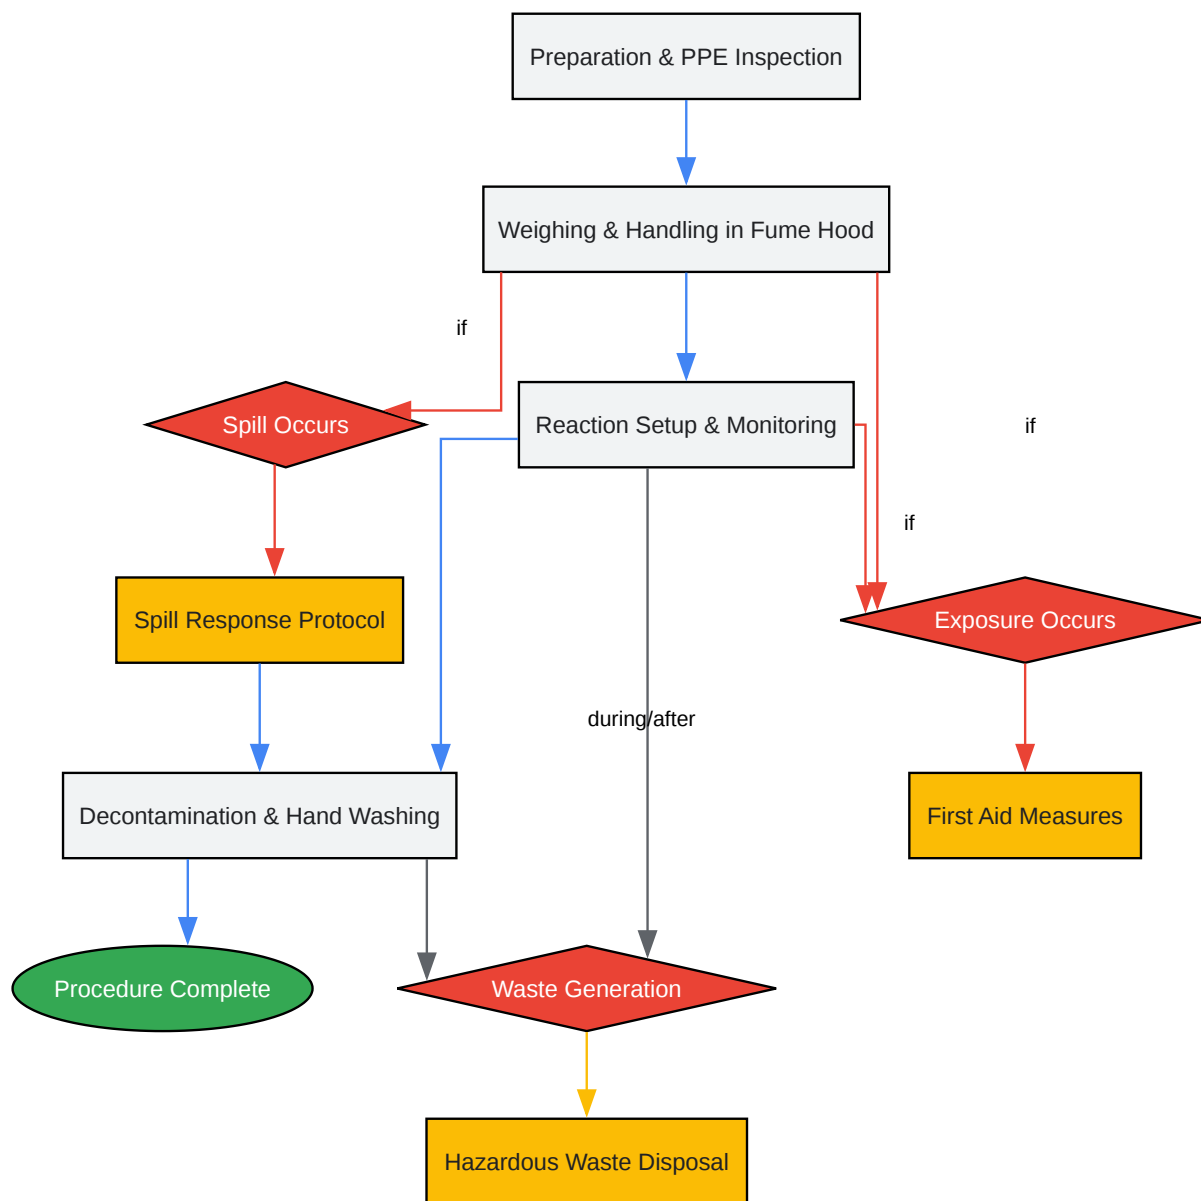 Preparation & PPE Inspection
Weighing & Handling in Fume Hood
if
Spill Occurs
Reaction Setup & Monitoring
if
if
Spill Response Protocol
Exposure Occurs
during/after
Decontamination & Hand Washing
First Aid Measures
Procedure Complete
Waste Generation
Hazardous Waste Disposal